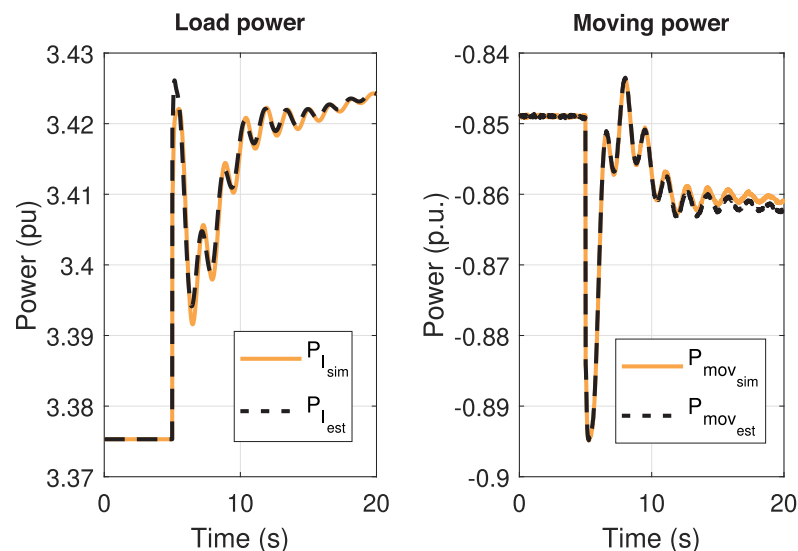 Load power
Moving power
3.43
3.42
3.41
3.4
3.39
3.38
3.37
Power (pu)
P_l_sim
P_l_est
0
10
20
Time (s)
-0.84
-0.85
-0.86
-0.87
-0.88
-0.89
-0.9
Power (p.u.)
P_mov_sim
P_mov_est
0
10
20
Time (s)